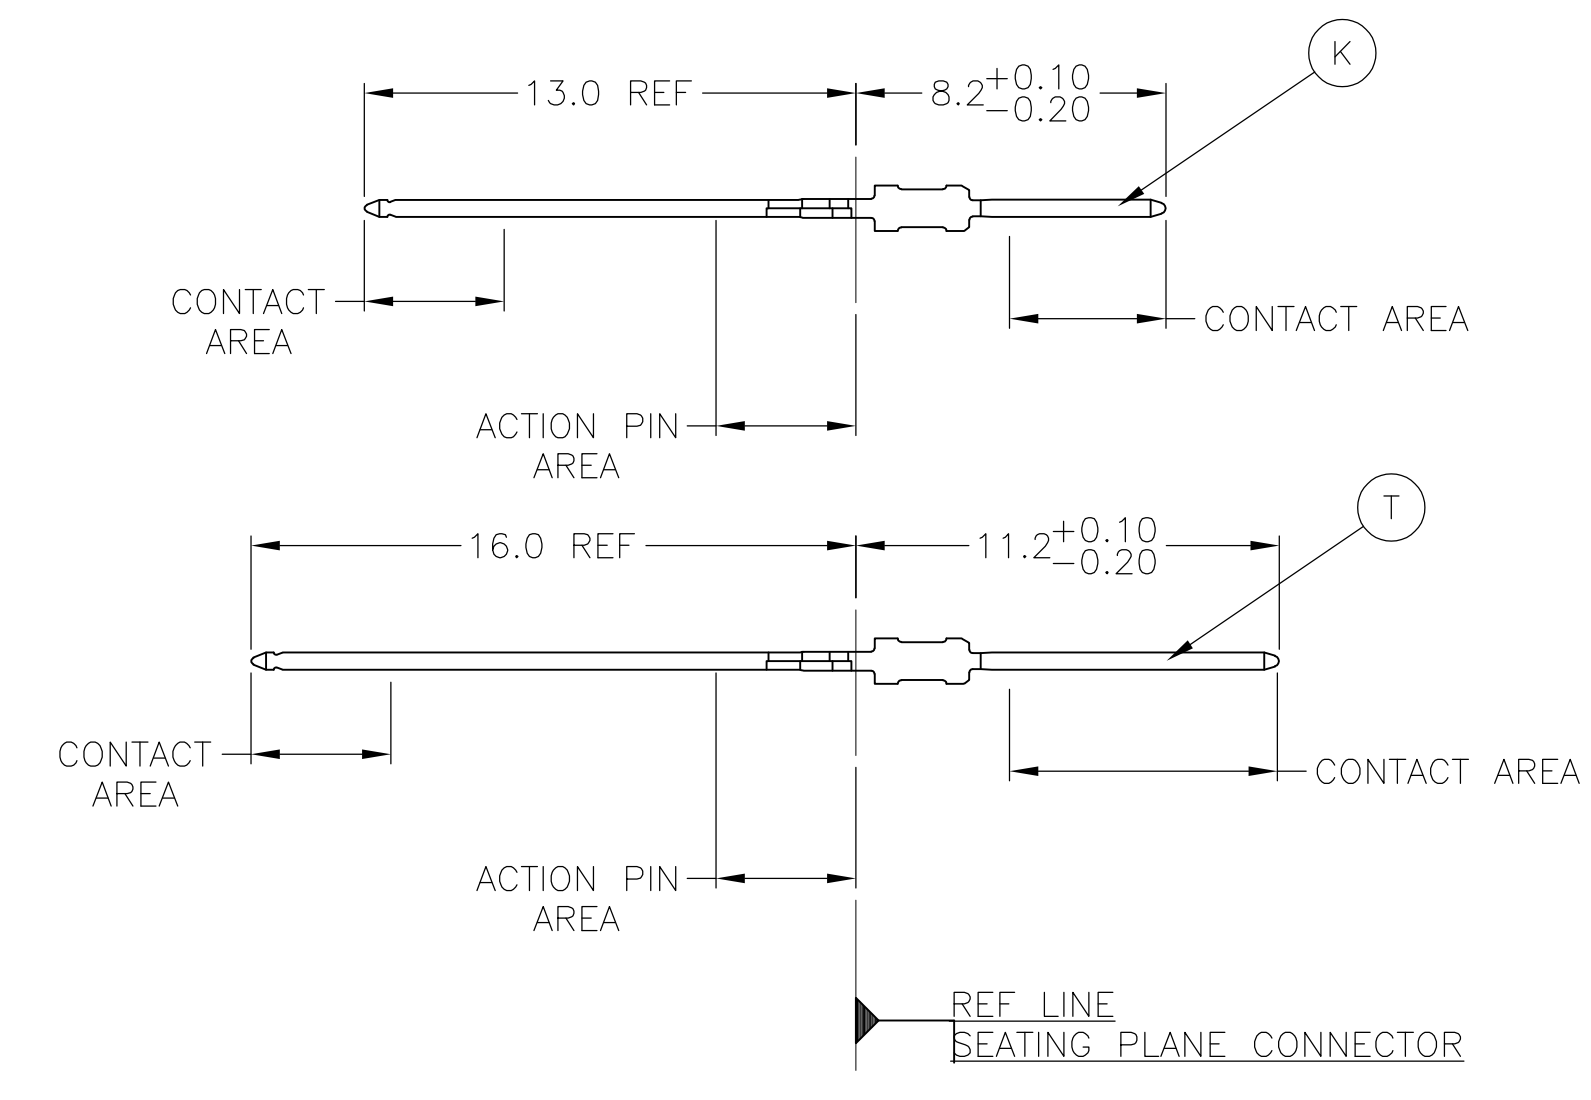 K
13.0 REF
8.2 +0.10
-0.20
CONTACT
AREA
CONTACT AREA
ACTION PIN
AREA
T
16.0 REF
11.2 +0.10
-0.20
CONTACT
AREA
CONTACT AREA
ACTION PIN
AREA
REF LINE
SEATING PLANE CONNECTOR